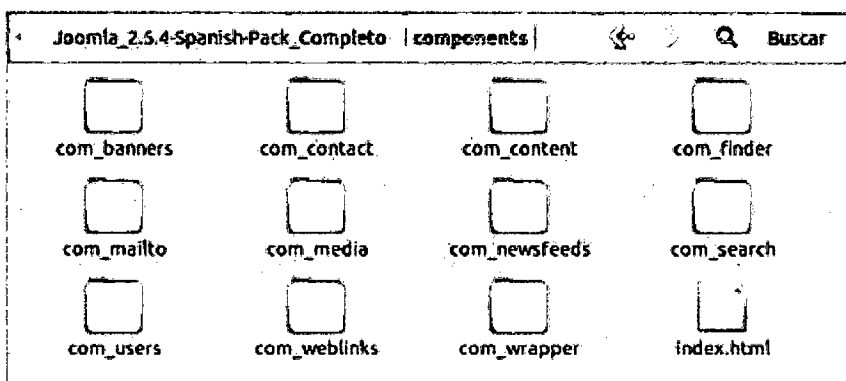 Joomla_2.5.4-Spanish-Pack_Completo components Buscar
com_banners com_contact com_content com_finder
com_mailto com_media com_newsfeeds com_search
com_users com_weblinks com_wrapper index.html